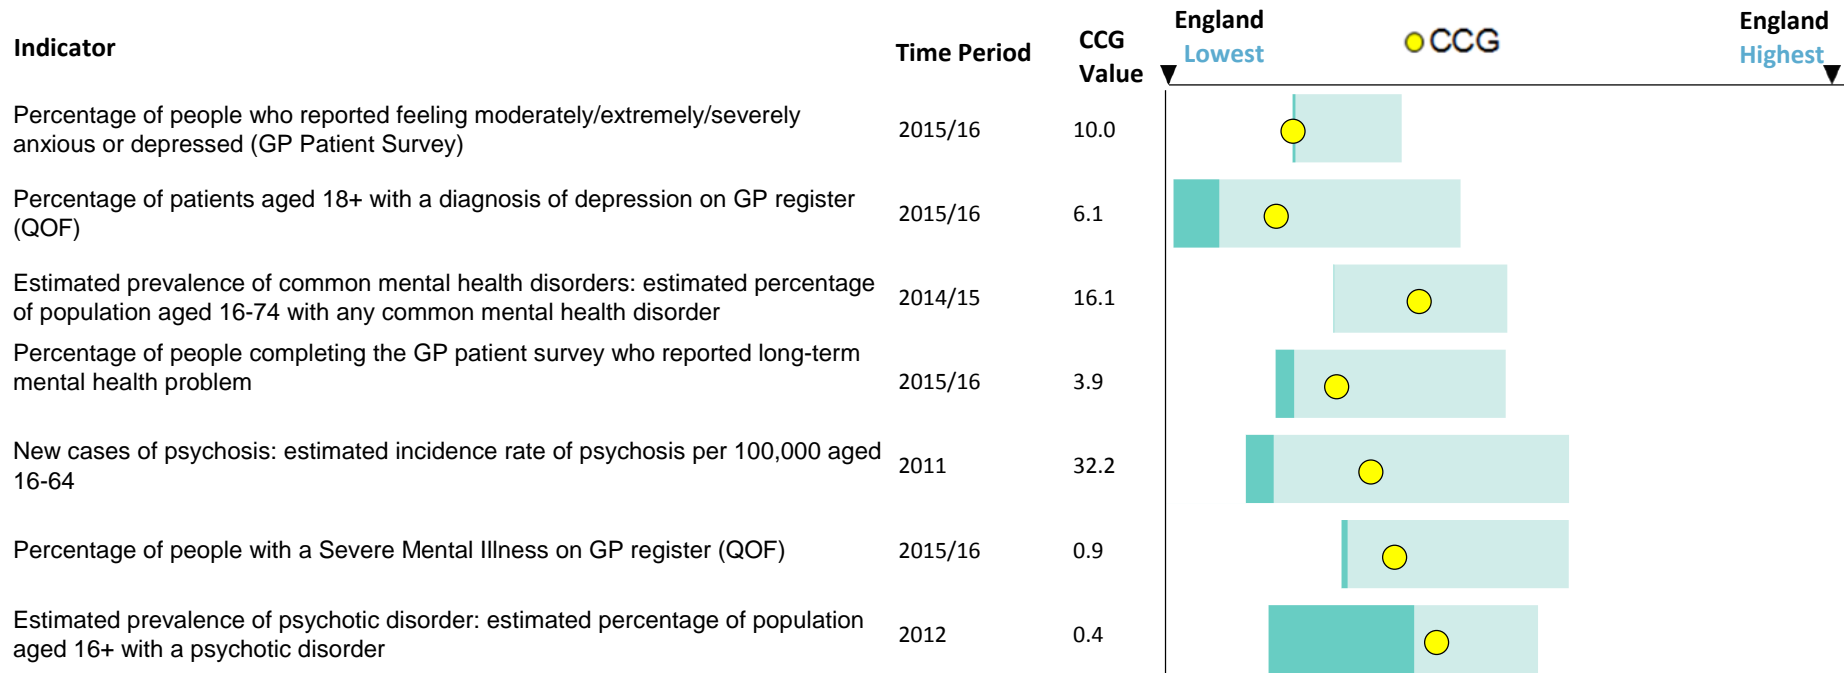 Indicator
Time Period
CCG
Value
England
Lowest
CCG
England
Highest
Percentage of people who reported feeling moderately/extremely/severely
anxious or depressed (GP Patient Survey)
2015/16
10.0
Percentage of patients aged 18+ with a diagnosis of depression on GP register
(QOF)
2015/16
6.1
Estimated prevalence of common mental health disorders: estimated percentage
of population aged 16-74 with any common mental health disorder
2014/15
16.1
Percentage of people completing the GP patient survey who reported long-term
mental health problem
2015/16
3.9
New cases of psychosis: estimated incidence rate of psychosis per 100,000 aged
16-64
2011
32.2
Percentage of people with a Severe Mental Illness on GP register (QOF)
2015/16
0.9
Estimated prevalence of psychotic disorder: estimated percentage of population
aged 16+ with a psychotic disorder
2012
0.4